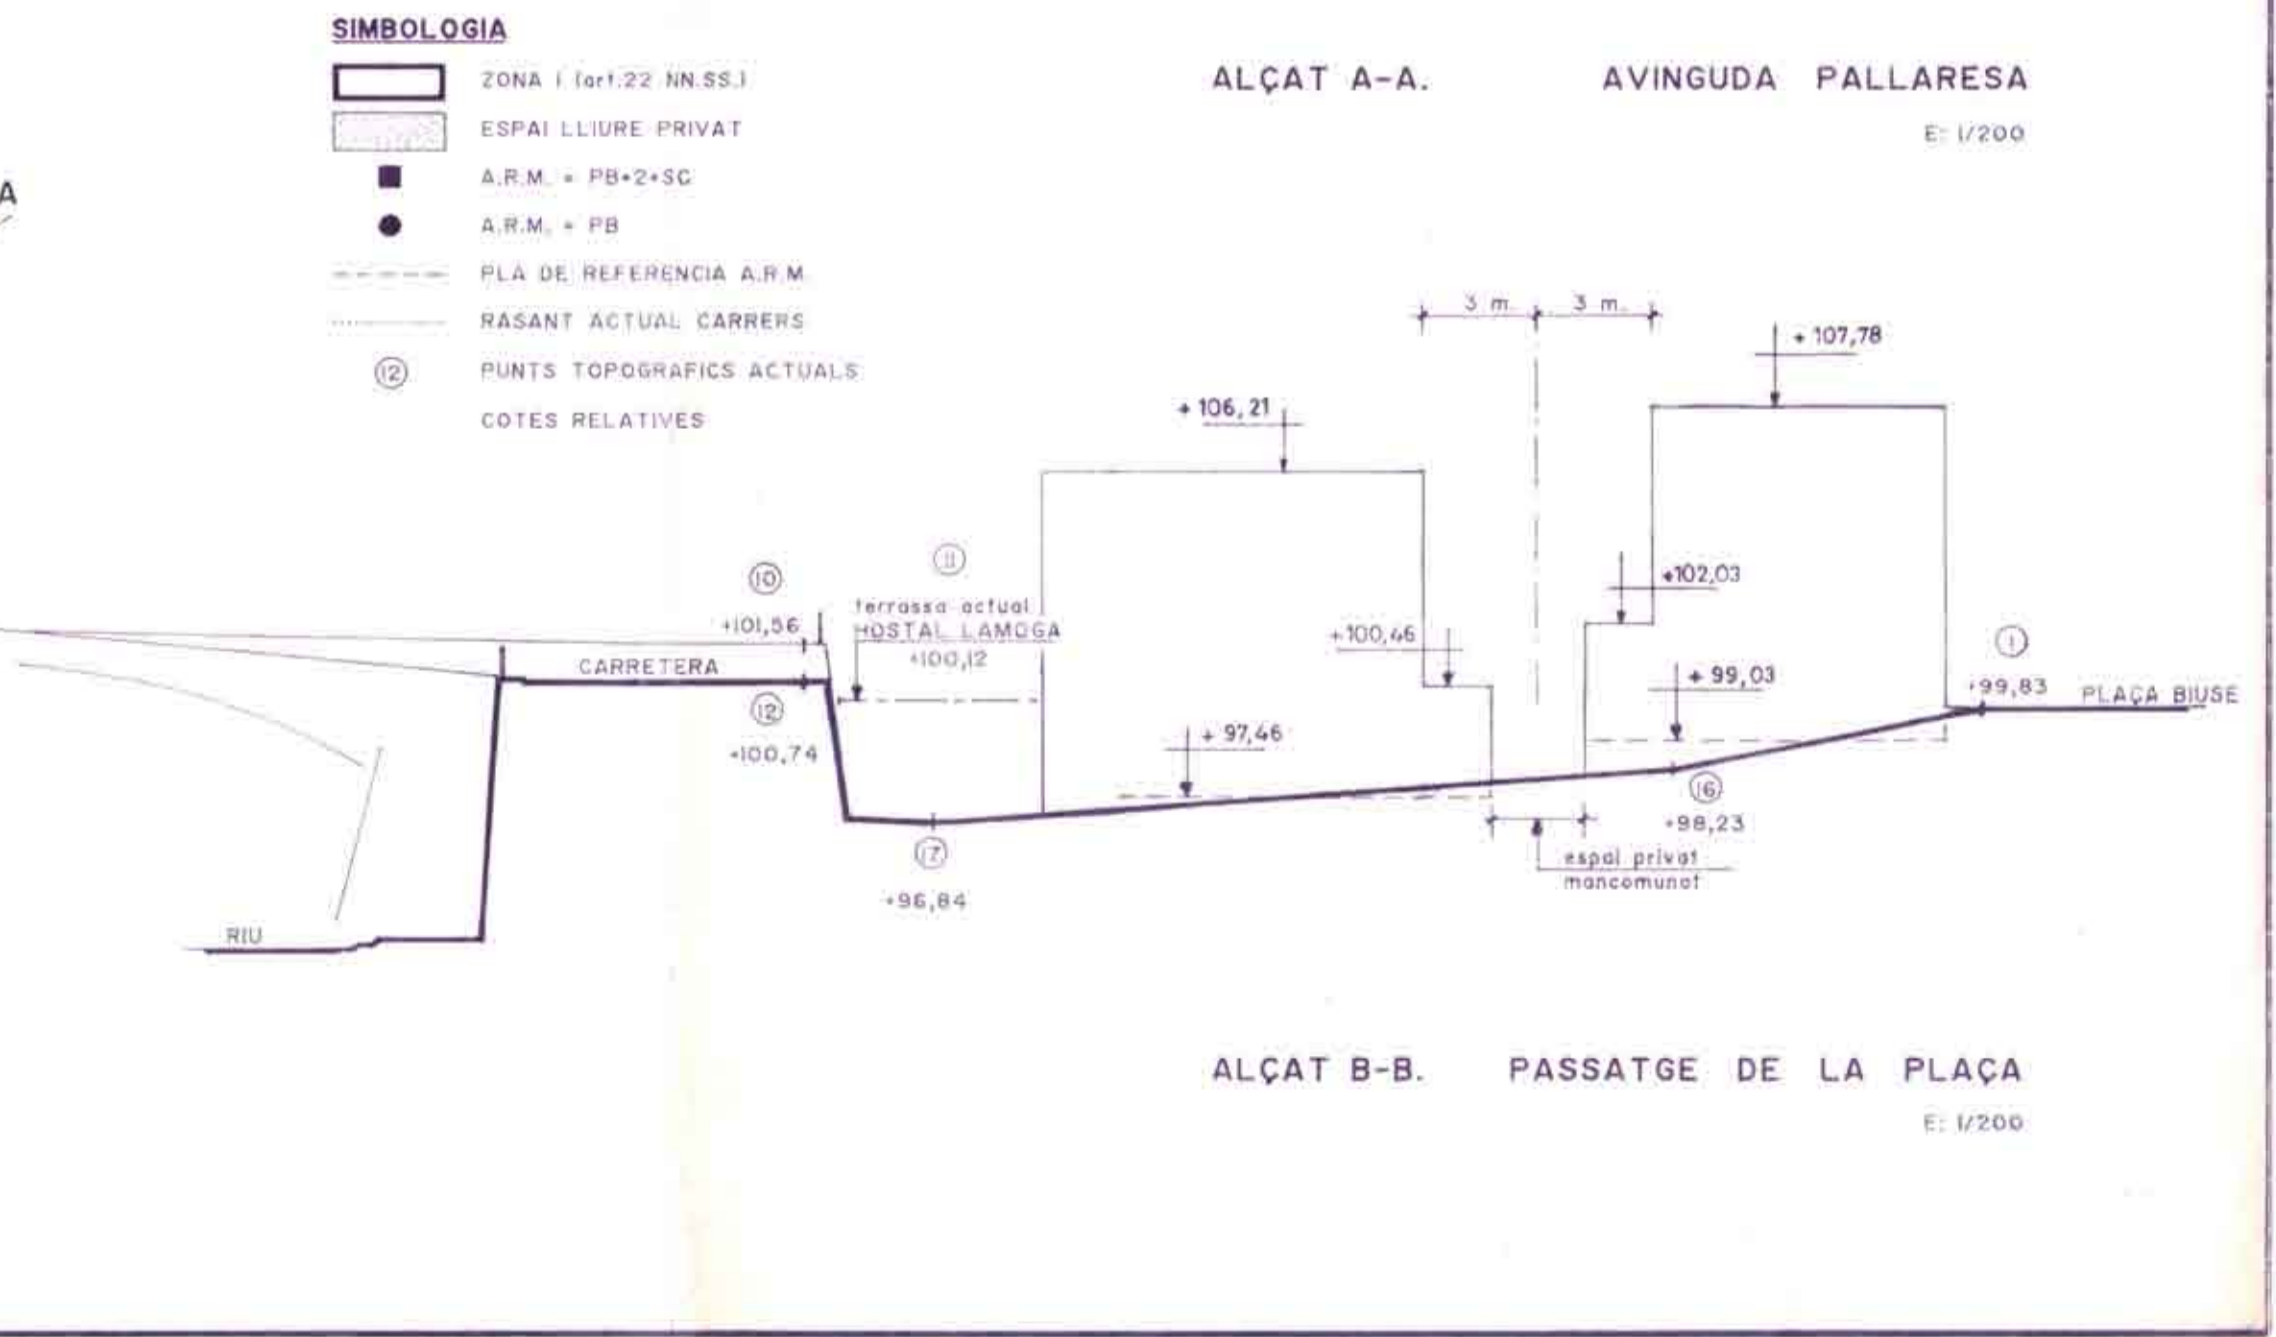 SIMBOLOGIA
ZONA 1 (art.22 NN.SS.)
ESPAI LLIURE PRIVAT
A.R.M. = PB+2+SC
A.R.M. = PB
PLA DE REFERENCIA A.R.M.
RASANT ACTUAL CARRERS
12 PUNTS TOPOGRAFICS ACTUALS
COTES RELATIVES
A
ALÇAT A-A. AVINGUDA PALLARESA
E: 1/200
3 m. 3 m.
+ 107,78
+ 106,21
11
10
terrassa actual
HOSTAL LAMOGA
+100,12
+101,56
+102,03
+100,46
1
CARRETERA
+ 99,03
+99,83 PLAÇA BIUSE
12
+100,74
+ 97,46
16
+98,23
17
espai privat
mancomunat
+96,84
RIU
ALÇAT B-B. PASSATGE DE LA PLAÇA
E: 1/200